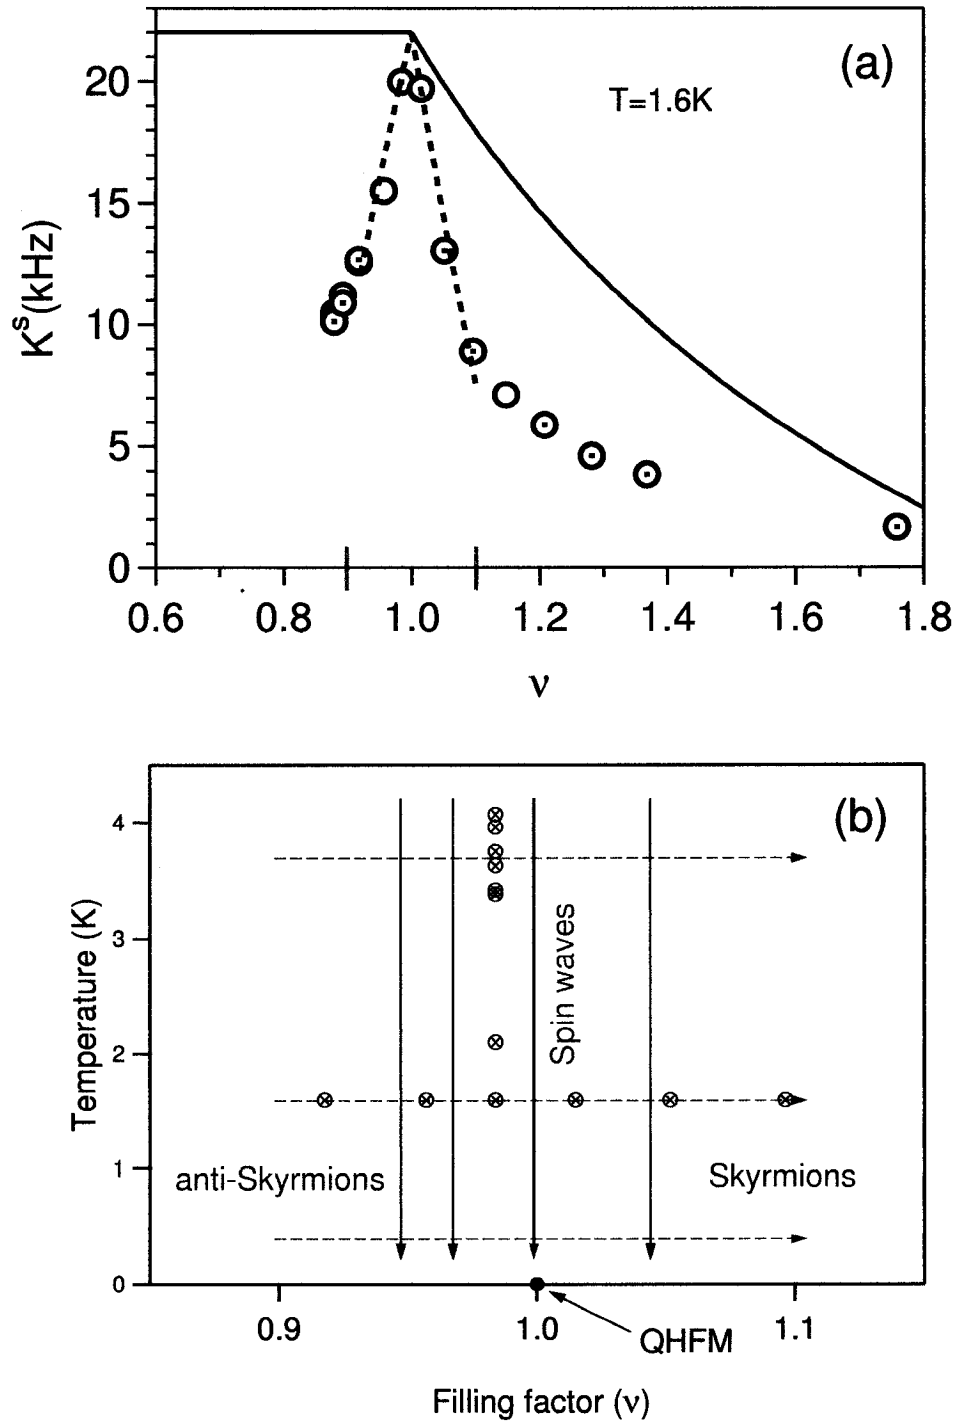 (a)
T=1.6K
20
15
10
5
0
Kˢ(kHz)
0.6 0.8 1.0 1.2 1.4 1.6 1.8
ν
(b)
4
3
2
1
0
Temperature (K)
Spin waves
anti-Skyrmions
Skyrmions
0.9 1.0 1.1
QHFM
Filling factor (ν)